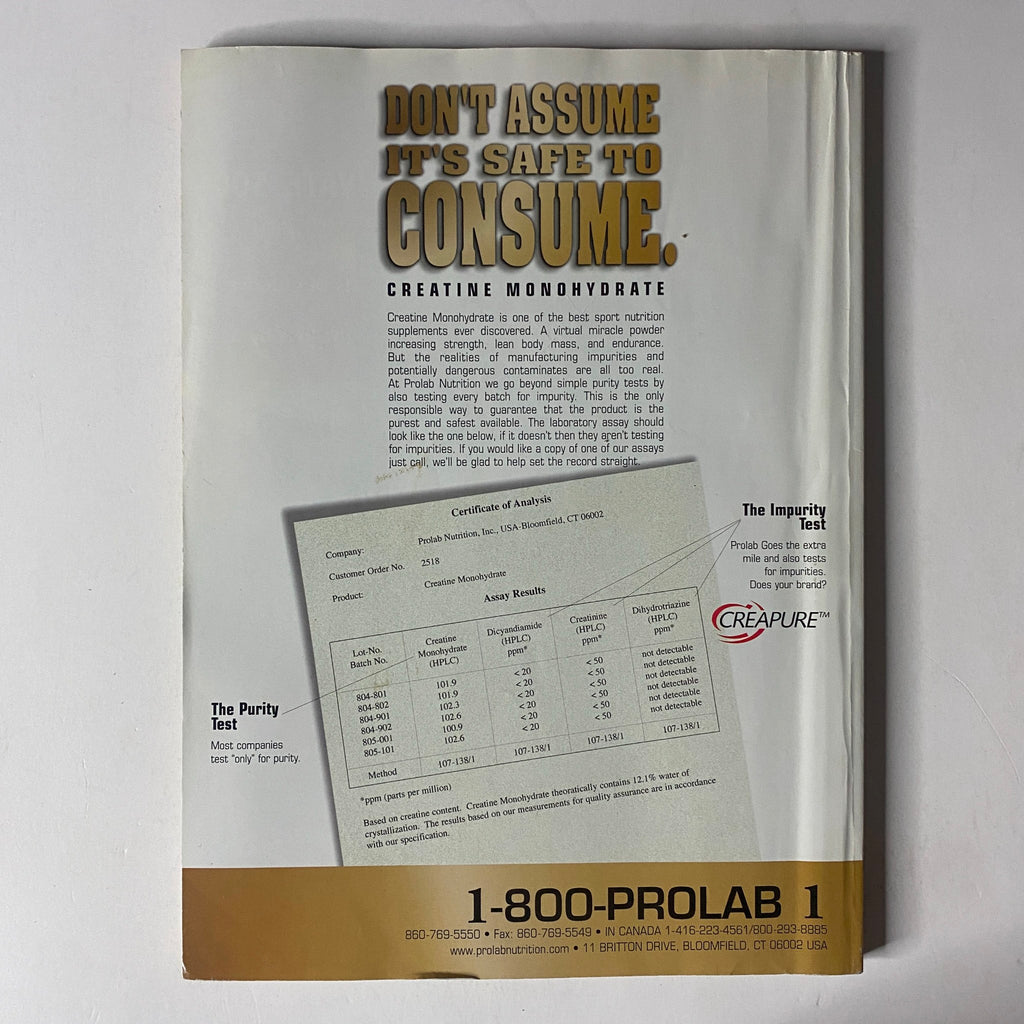 DON'T ASSUME
IT'S SAFE TO
CONSUME.
CREATINE MONOHYDRATE
Creatine Monohydrate is one of the best sport nutrition
supplements ever discovered. A virtual miracle powder
increasing strength, lean body mass, and endurance.
But the realities of manufacturing impurities and
potentially dangerous contaminates are all too real.
At Prolab Nutrition we go beyond simple purity tests by
also testing every batch for impurity. This is the only
responsible way to guarantee that the product is the
purest and safest available. The laboratory assay should
look like the one below, if it doesn't then they aren't testing
for impurities. If you would like a copy of one of our assays
just call, we'll be glad to help set the record straight.
Certificate of Analysis
Company: Prolab Nutrition, Inc., USA-Bloomfield, CT 06002
Customer Order No. 2518
Product: Creatine Monohydrate
Assay Results
Lot-No. Batch No. Creatine Monohydrate (HPLC) Dicyandiamide (HPLC) ppm* Creatinine (HPLC) ppm* Dihydrotriazine (HPLC) ppm*
804-801 101.9 < 20 < 50 not detectable
804-802 101.9 < 20 < 50 not detectable
804-901 102.3 < 20 < 50 not detectable
804-902 102.6 < 20 < 50 not detectable
805-001 100.9 < 20 < 50 not detectable
805-101 102.6 < 20 < 50 not detectable
Method 107-138/1 107-138/1 107-138/1 107-138/1
*ppm (parts per million)
Based on creatine content. Creatine Monohydrate theoratically contains 12.1% water of
crystallization. The results based on our measurements for quality assurance are in accordance
with our specification.
The Impurity
Test
Prolab Goes the extra
mile and also tests
for impurities.
Does your brand?
CREAPURE™
The Purity
Test
Most companies
test "only" for purity.
1-800-PROLAB 1
860-769-5550 • Fax: 860-769-5549 • IN CANADA 1-416-223-4561/800-293-8885
www.prolabnutrition.com • 11 BRITTON DRIVE, BLOOMFIELD, CT 06002 USA